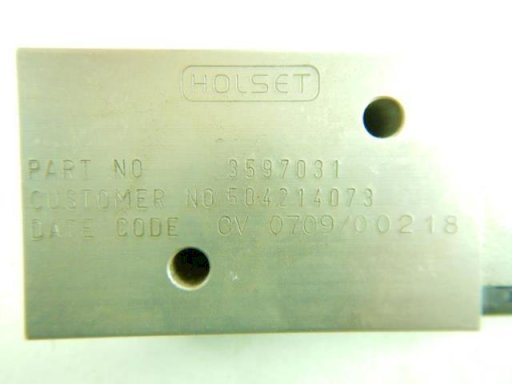 HOLSET
PART NO 3597031
CUSTOMER NO 504214073
DATE CODE CV 0709/00218